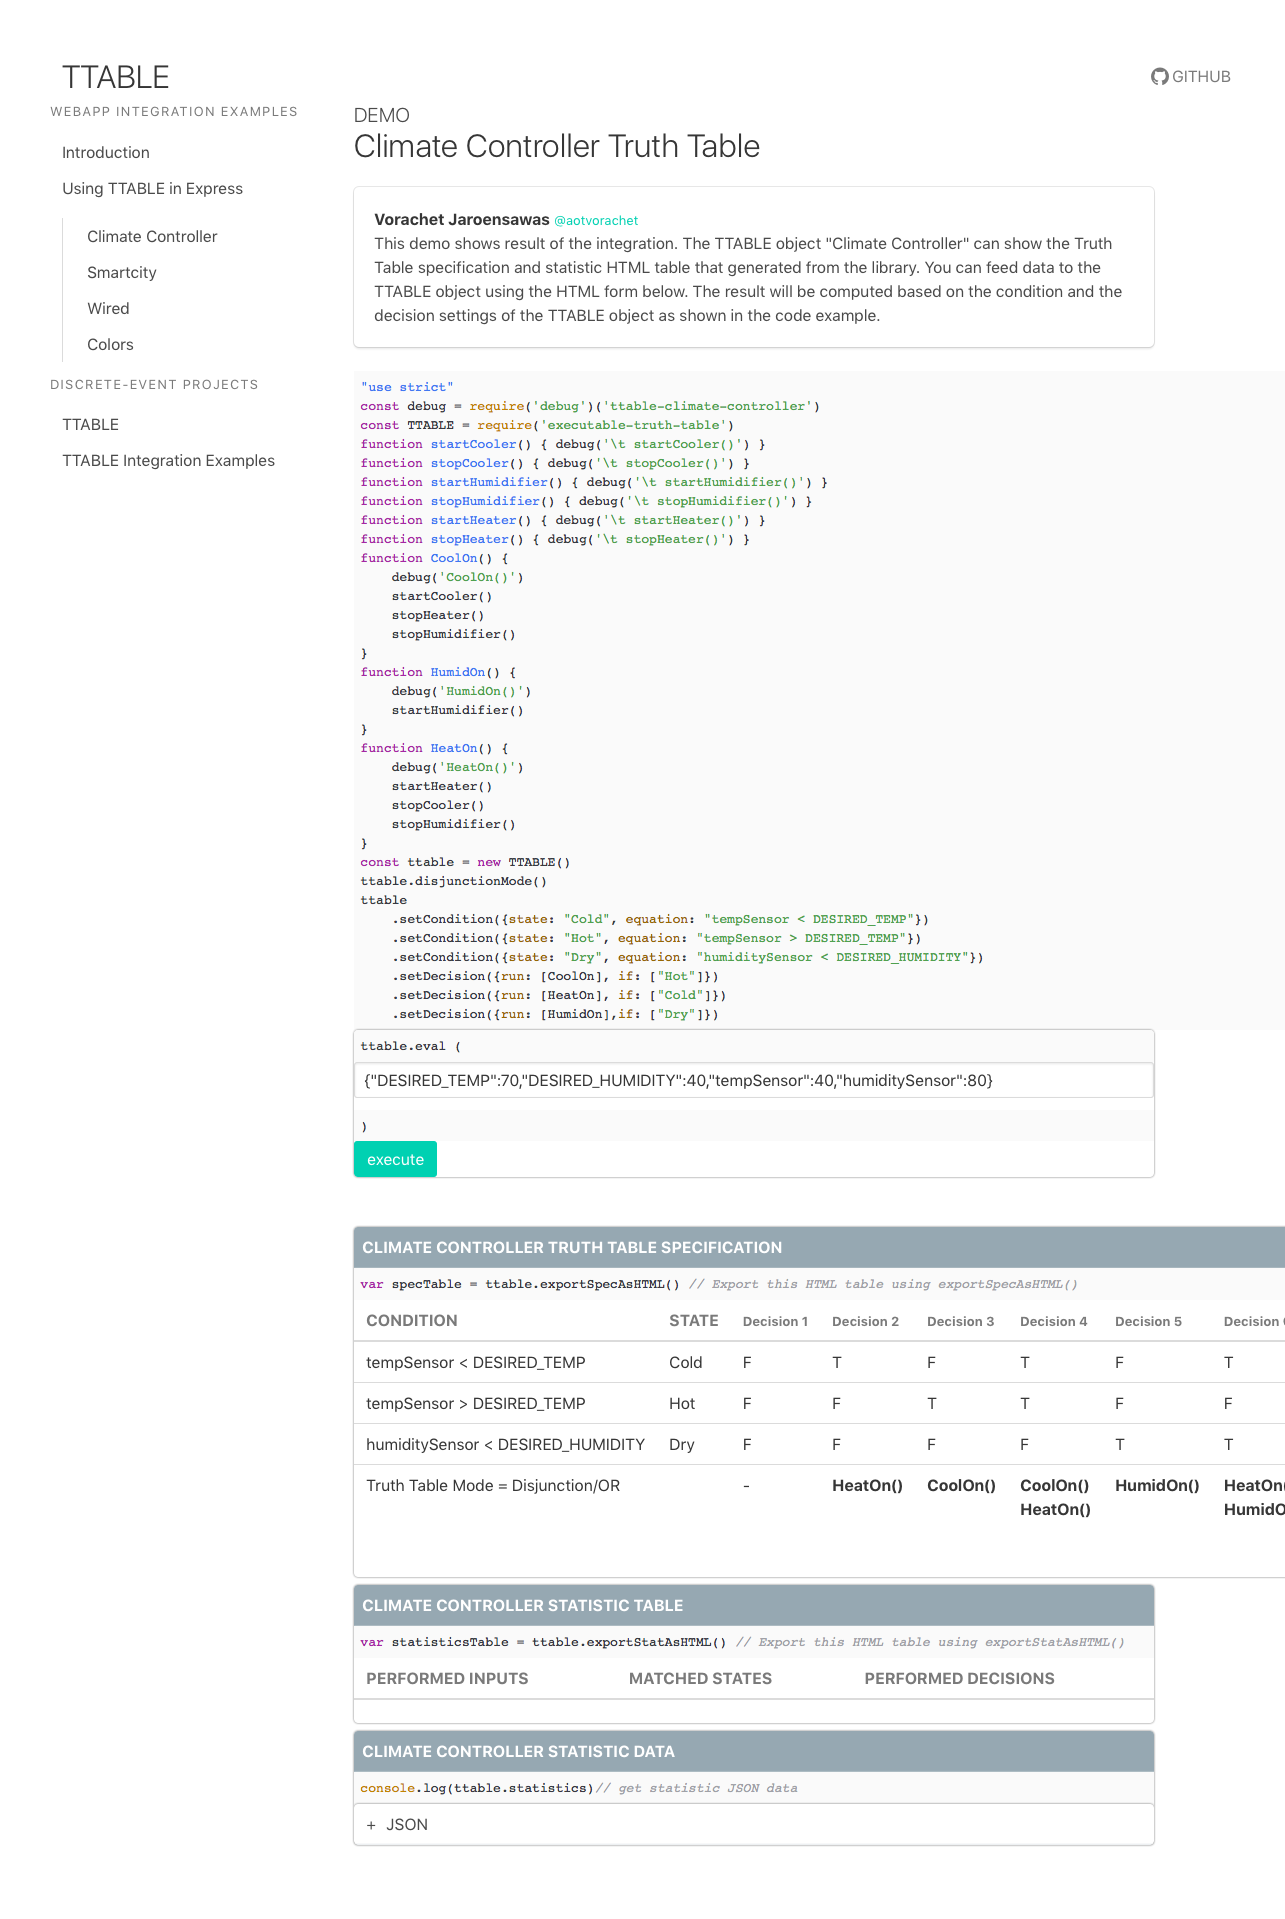 TTABLE
GITHUB
WEBAPP INTEGRATION EXAMPLES
Introduction
Using TTABLE in Express
Climate Controller
Smartcity
Wired
Colors
DISCRETE-EVENT PROJECTS
TTABLE
TTABLE Integration Examples
DEMO
Climate Controller Truth Table
Vorachet Jaroensawas @aotvorachet
This demo shows result of the integration. The TTABLE object "Climate Controller" can show the Truth
Table specification and statistic HTML table that generated from the library. You can feed data to the
TTABLE object using the HTML form below. The result will be computed based on the condition and the
decision settings of the TTABLE object as shown in the code example.
"use strict"
const debug = require('debug')('ttable-climate-controller')
const TTABLE = require('executable-truth-table')
function startCooler() { debug('\t startCooler()') }
function stopCooler() { debug('\t stopCooler()') }
function startHumidifier() { debug('\t startHumidifier()') }
function stopHumidifier() { debug('\t stopHumidifier()') }
function startHeater() { debug('\t startHeater()') }
function stopHeater() { debug('\t stopHeater()') }
function CoolOn() {
    debug('CoolOn()')
    startCooler()
    stopHeater()
    stopHumidifier()
}
function HumidOn() {
    debug('HumidOn()')
    startHumidifier()
}
function HeatOn() {
    debug('HeatOn()')
    startHeater()
    stopCooler()
    stopHumidifier()
}
const ttable = new TTABLE()
ttable.disjunctionMode()
ttable
    .setCondition({state: "Cold", equation: "tempSensor < DESIRED_TEMP"})
    .setCondition({state: "Hot", equation: "tempSensor > DESIRED_TEMP"})
    .setCondition({state: "Dry", equation: "humiditySensor < DESIRED_HUMIDITY"})
    .setDecision({run: [CoolOn], if: ["Hot"]})
    .setDecision({run: [HeatOn], if: ["Cold"]})
    .setDecision({run: [HumidOn],if: ["Dry"]})
ttable.eval (
{"DESIRED_TEMP":70,"DESIRED_HUMIDITY":40,"tempSensor":40,"humiditySensor":80}
)
execute
CLIMATE CONTROLLER TRUTH TABLE SPECIFICATION
var specTable = ttable.exportSpecAsHTML() // Export this HTML table using exportSpecAsHTML()
CONDITION STATE Decision 1 Decision 2 Decision 3 Decision 4 Decision 5 Decision
tempSensor < DESIRED_TEMP Cold F T F T F T
tempSensor > DESIRED_TEMP Hot F F T T F F
humiditySensor < DESIRED_HUMIDITY Dry F F F F T T
Truth Table Mode = Disjunction/OR - HeatOn() CoolOn() CoolOn() HumidOn() HeatOn(
HeatOn() HumidO
CLIMATE CONTROLLER STATISTIC TABLE
var statisticsTable = ttable.exportStatAsHTML() // Export this HTML table using exportStatAsHTML()
PERFORMED INPUTS MATCHED STATES PERFORMED DECISIONS
CLIMATE CONTROLLER STATISTIC DATA
console.log(ttable.statistics)// get statistic JSON data
+ JSON